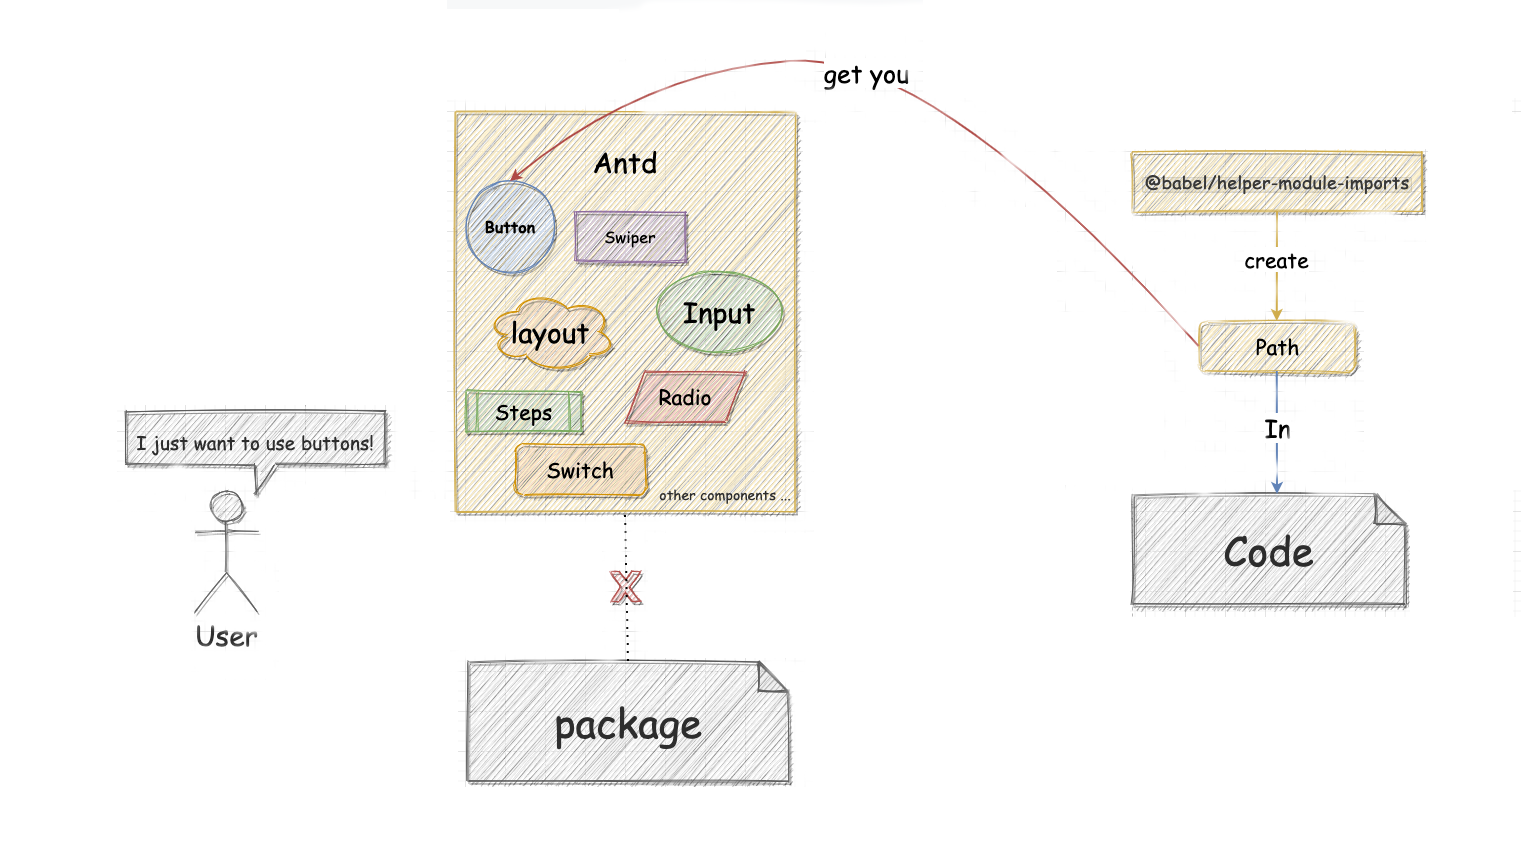 get you
Antd
@babel/helper-module-imports
Button
Swiper
create
Input
layout
Path
Radio
Steps
In
I just want to use buttons!
Switch
other components ...
Code
X
User
package